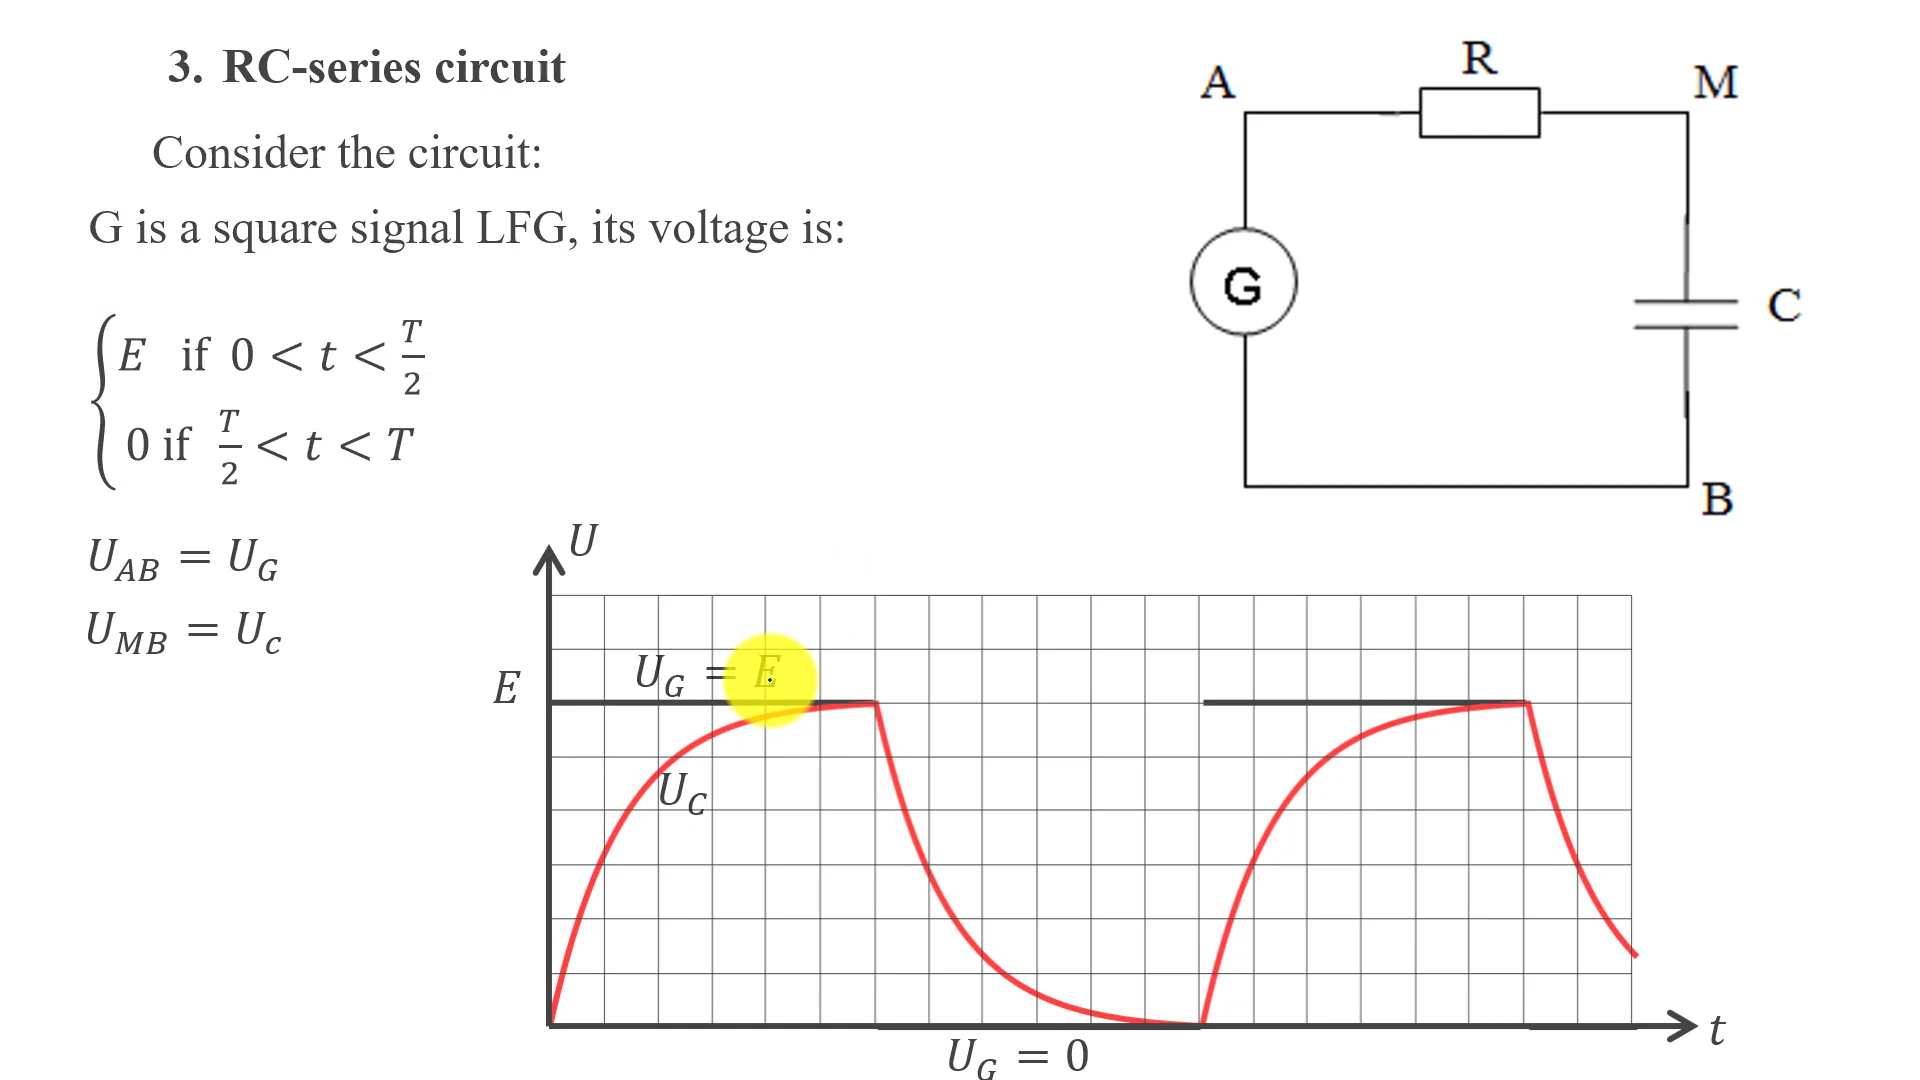 3. RC-series circuit
Consider the circuit:
G is a square signal LFG, its voltage is:
E if 0 < t < T/2
0 if T/2 < t < T
U_AB = U_G
U_MB = U_c
A
R
M
G
C
B
U
E
U_G = E
U_C
U_G = 0
t